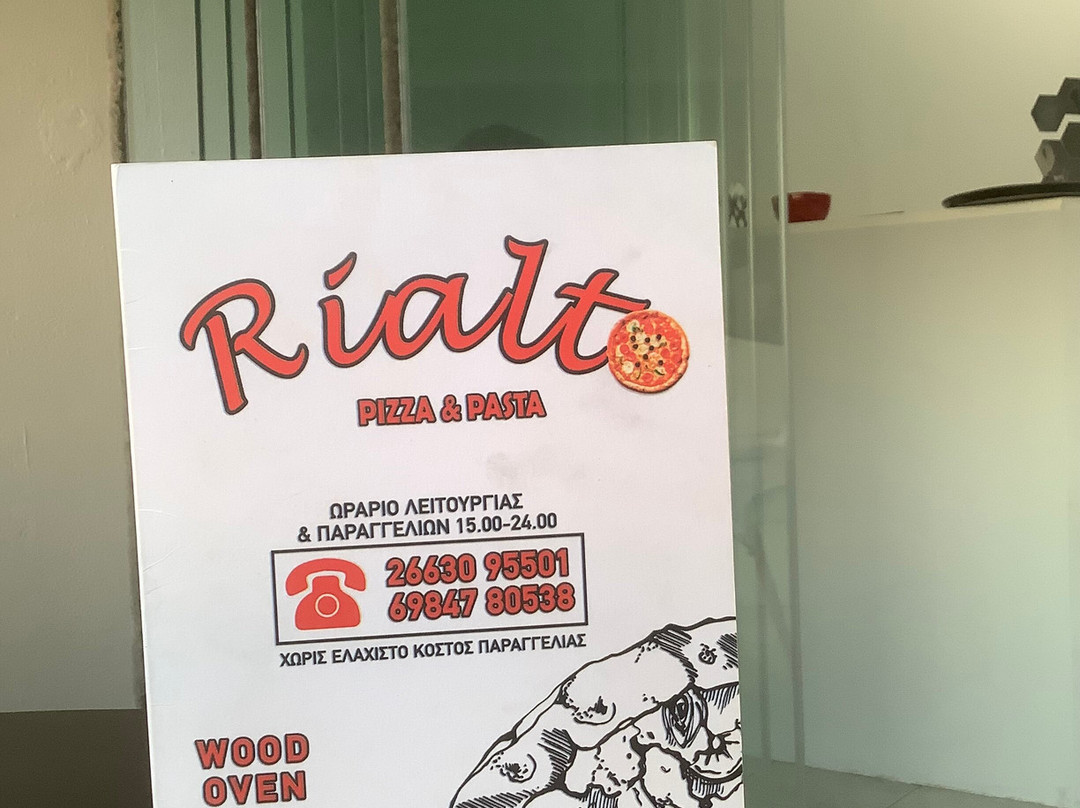 Rialto
PIZZA & PASTA
ΩΡΑΡΙΟ ΛΕΙΤΟΥΡΓΙΑΣ
& ΠΑΡΑΓΓΕΛΙΩΝ 15.00-24.00
26630 95501
69847 80538
ΧΩΡΙΣ ΕΛΑΧΙΣΤΟ ΚΟΣΤΟΣ ΠΑΡΑΓΓΕΛΙΑΣ
WOOD
OVEN